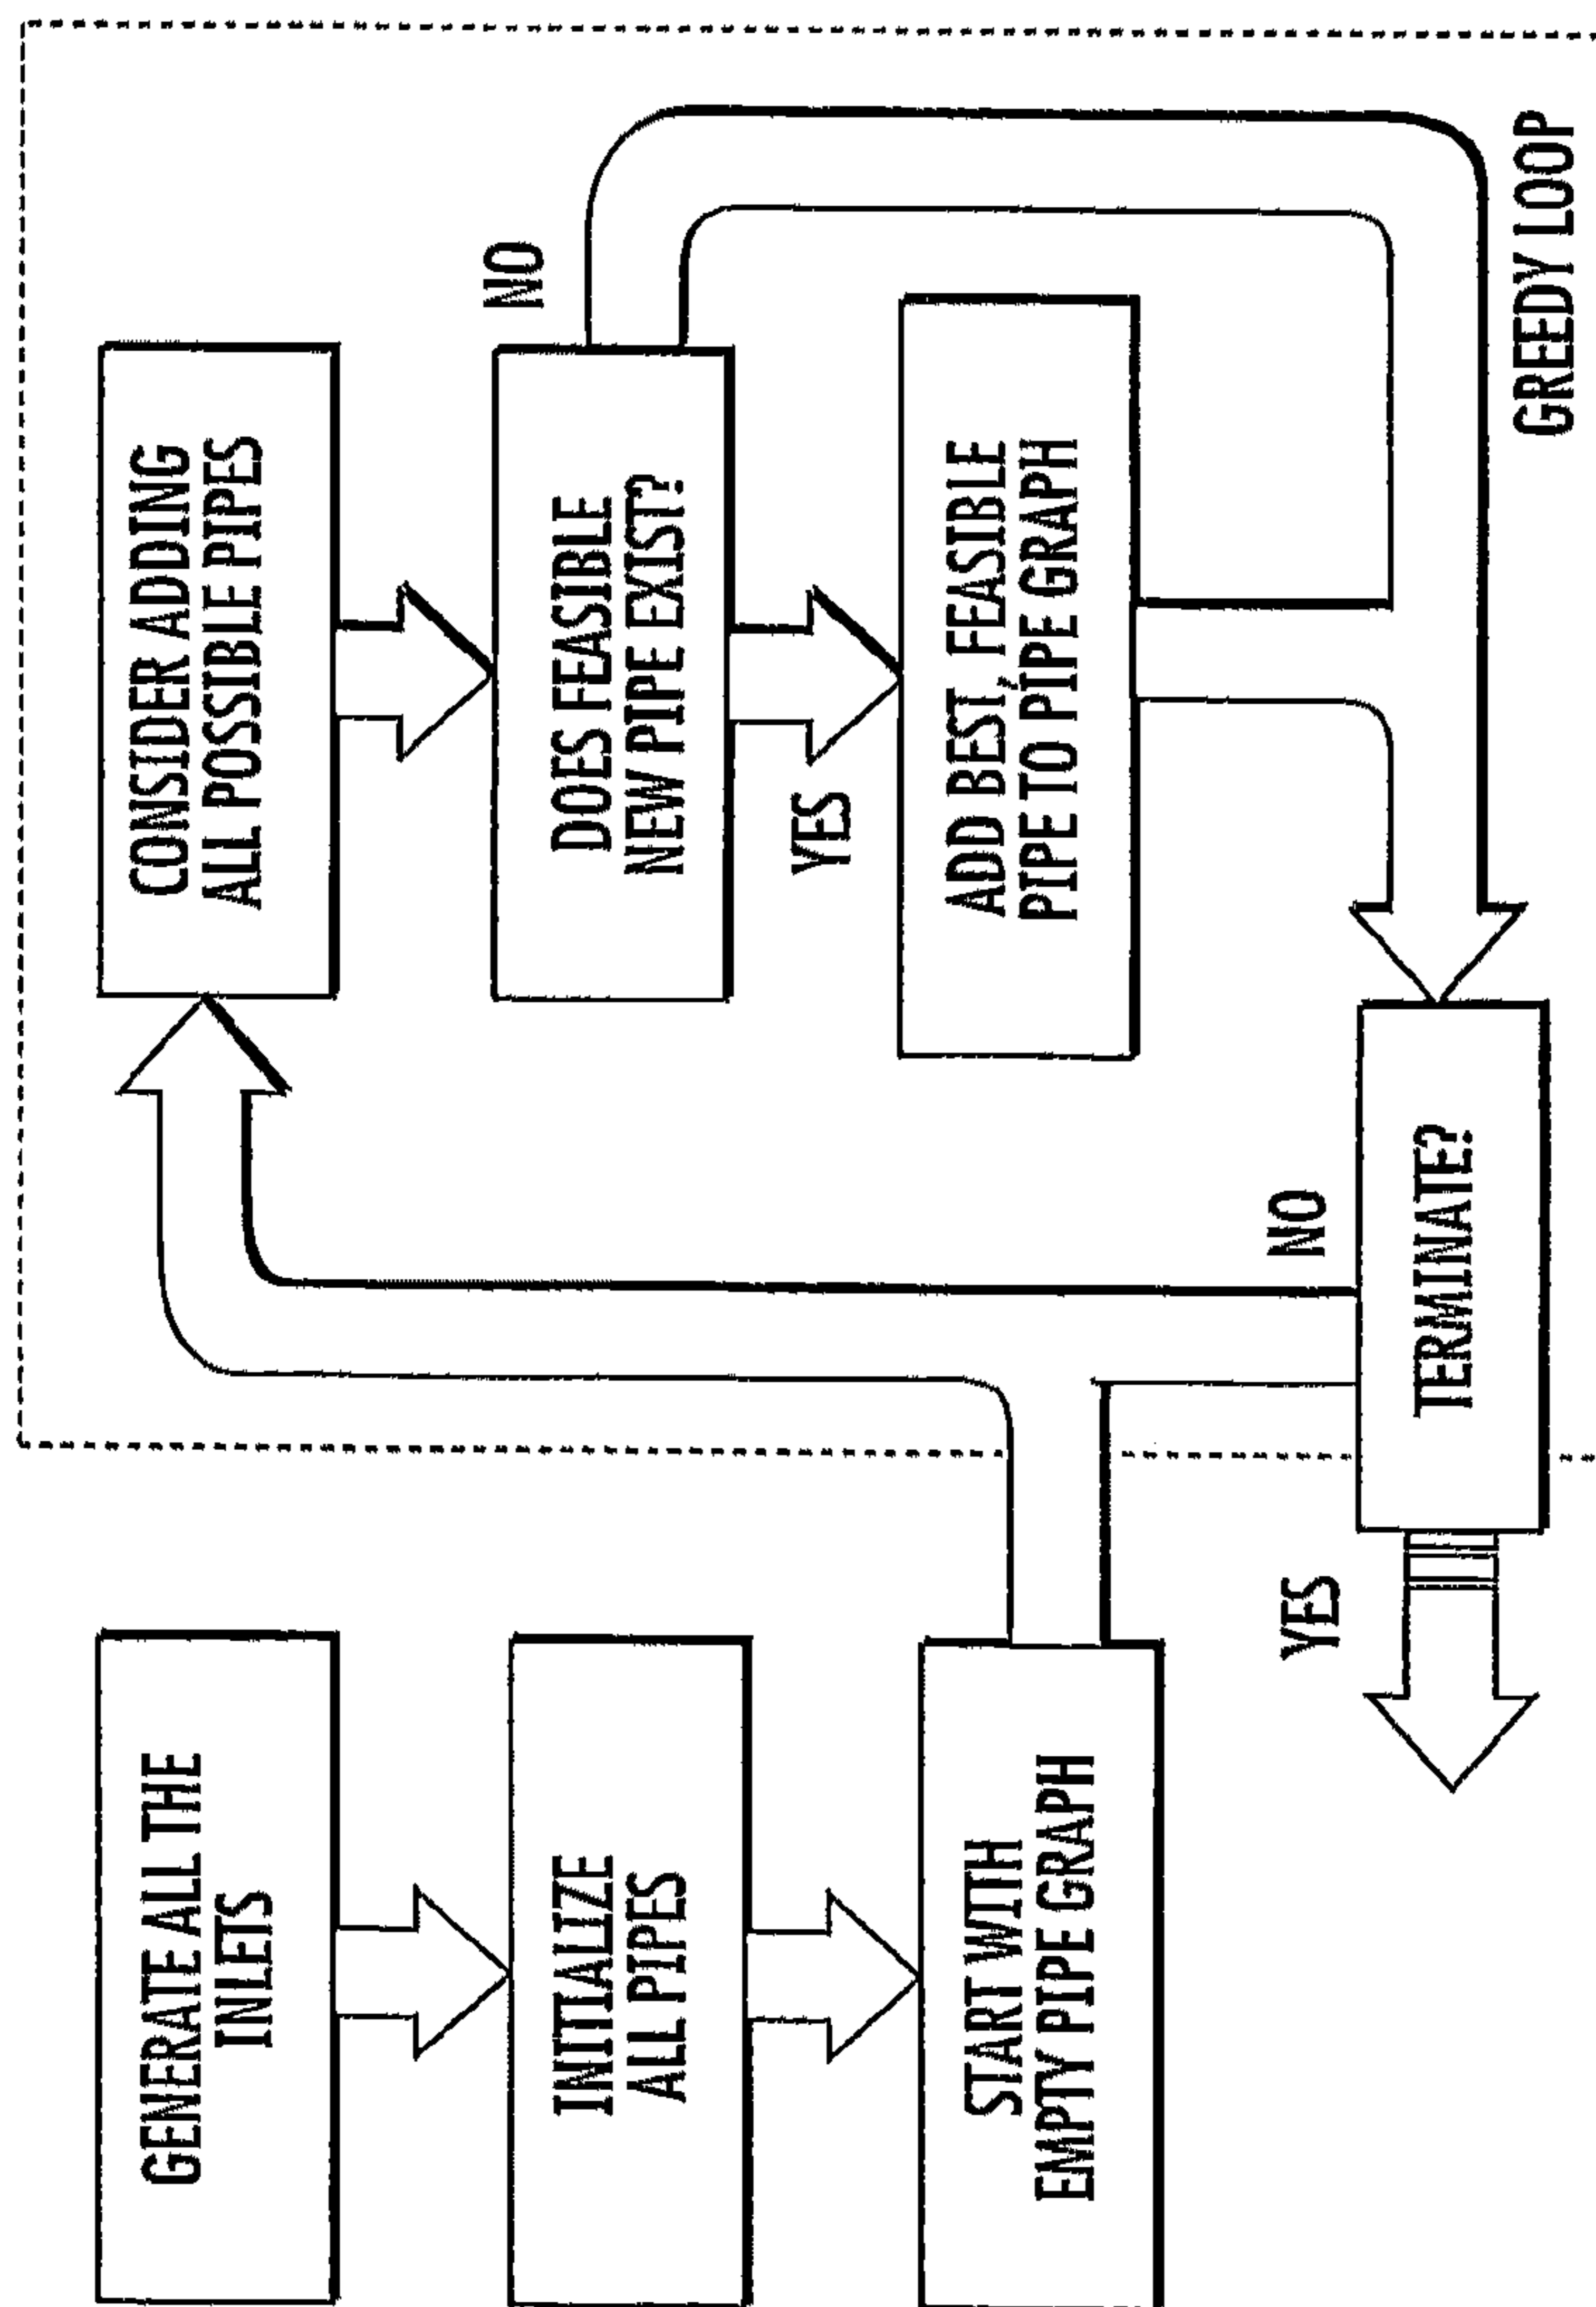 GENERATE ALL THE
INLETS
INITIALIZE
ALL PIPES
START WITH
EMPTY PIPE GRAPH
CONSIDER ADDING
ALL POSSIBLE PIPES
DOES FEASIBLE
NEW PIPE EXIST?
NO
YES
ADD BEST, FEASIBLE
PIPE TO PIPE GRAPH
NO
TERMINATE?
YES
GREEDY LOOP